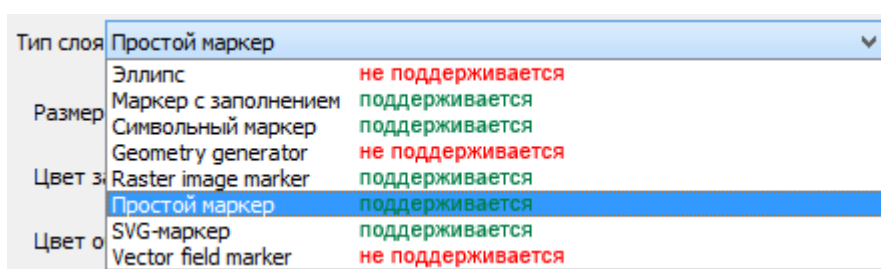 Тип слоя Простой маркер
Эллипс не поддерживается
Размер Маркер с заполнением поддерживается
Символьный маркер поддерживается
Geometry generator не поддерживается
Цвет за Raster image marker поддерживается
Простой маркер поддерживается
Цвет о SVG-маркер поддерживается
Vector field marker не поддерживается